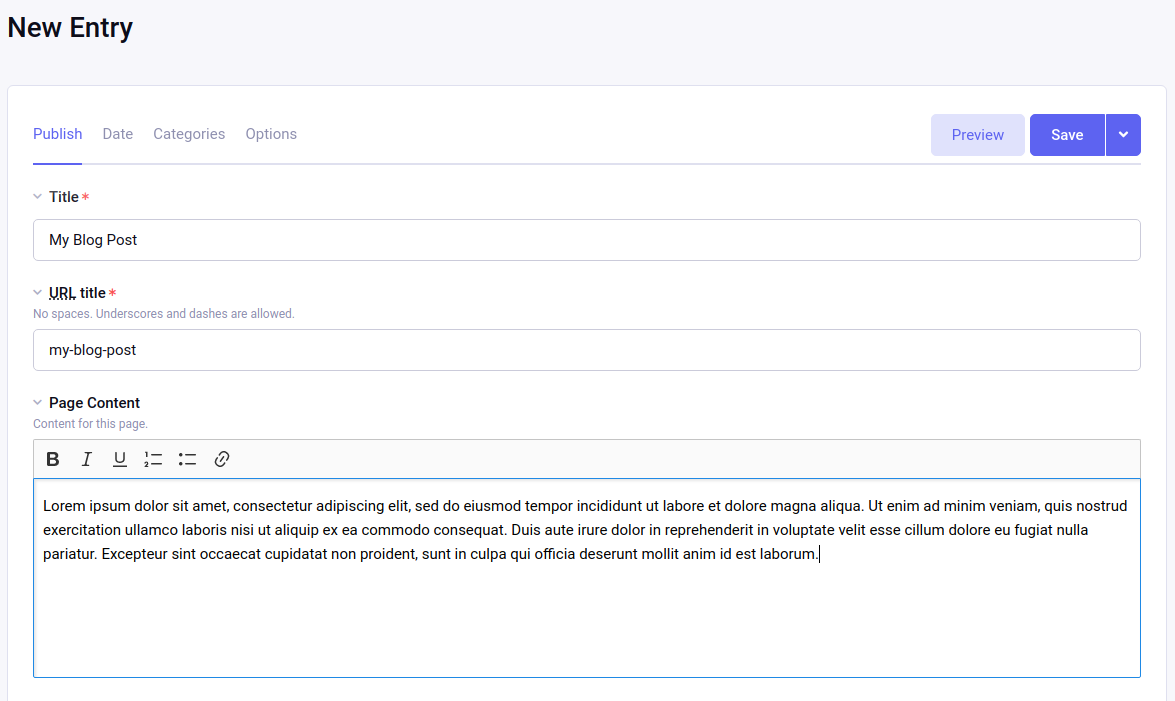 New Entry
Publish Date Categories Options Preview Save
Title *
My Blog Post
URL title *
No spaces. Underscores and dashes are allowed.
my-blog-post
Page Content
Content for this page.
B I U
Lorem ipsum dolor sit amet, consectetur adipiscing elit, sed do eiusmod tempor incididunt ut labore et dolore magna aliqua. Ut enim ad minim veniam, quis nostrud
exercitation ullamco laboris nisi ut aliquip ex ea commodo consequat. Duis aute irure dolor in reprehenderit in voluptate velit esse cillum dolore eu fugiat nulla
pariatur. Excepteur sint occaecat cupidatat non proident, sunt in culpa qui officia deserunt mollit anim id est laborum.